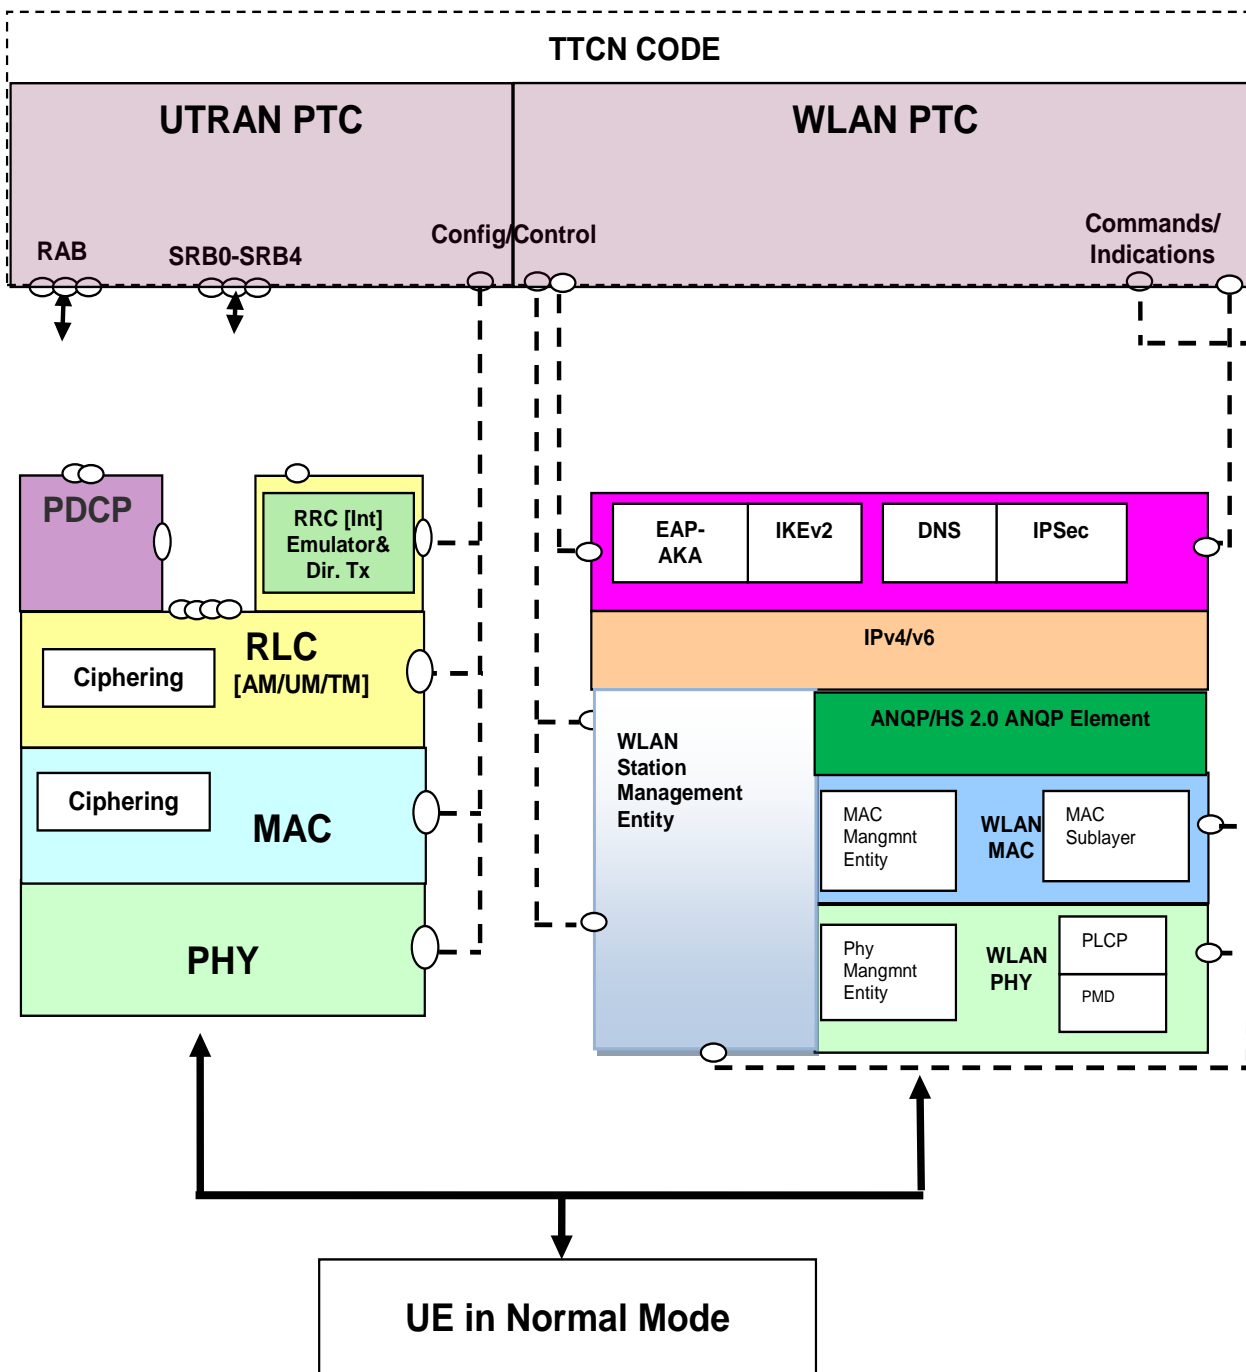 TTCN CODE
UTRAN PTC
WLAN PTC
RAB
SRB0-SRB4
Config/Control
Commands/
Indications
PDCP
RRC [Int]
Emulator&
Dir. Tx
RLC
[AM/UM/TM]
Ciphering
Ciphering
MAC
PHY
EAP-
AKA
IKEv2
DNS
IPSec
IPv4/v6
WLAN
Station
Management
Entity
ANQP/HS 2.0 ANQP Element
MAC
Mangmnt
Entity
WLAN
MAC
MAC
Sublayer
Phy
Mangmnt
Entity
WLAN
PHY
PLCP
PMD
UE in Normal Mode